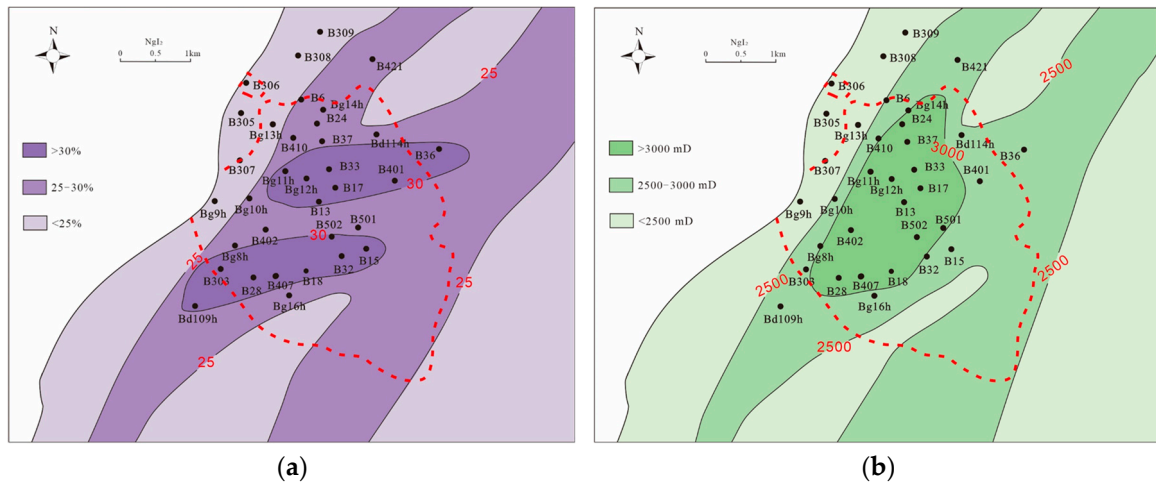 N
NgI₂
0 0.5 1km
>30%
25–30%
<25%
B309
B308
B421
25
B306
B6
Bg14h
B305
Bg13h
B24
B410
B37
Bd114h
B36
B307
B33
B401
Bg11h
Bg12h
B17
30
Bg9h
Bg10h
B13
B501
B402
B502
30
Bg8h
B15
25
B303
B32
25
B28
B407
B18
Bg16h
Bd109h
25
(a)
N
NgI₂
0 0.5 1km
>3000 mD
2500–3000 mD
<2500 mD
B309
B308
B421
2500
B306
B6
Bg14h
B305
Bg13h
B24
B410
B37
Bd114h
3000
B36
B307
B33
B401
Bg11h
Bg12h
B17
Bg9h
Bg10h
B13
B501
B402
B502
Bg8h
B15
2500
B303
B32
2500
B28
B407
B18
Bg16h
Bd109h
2500
(b)